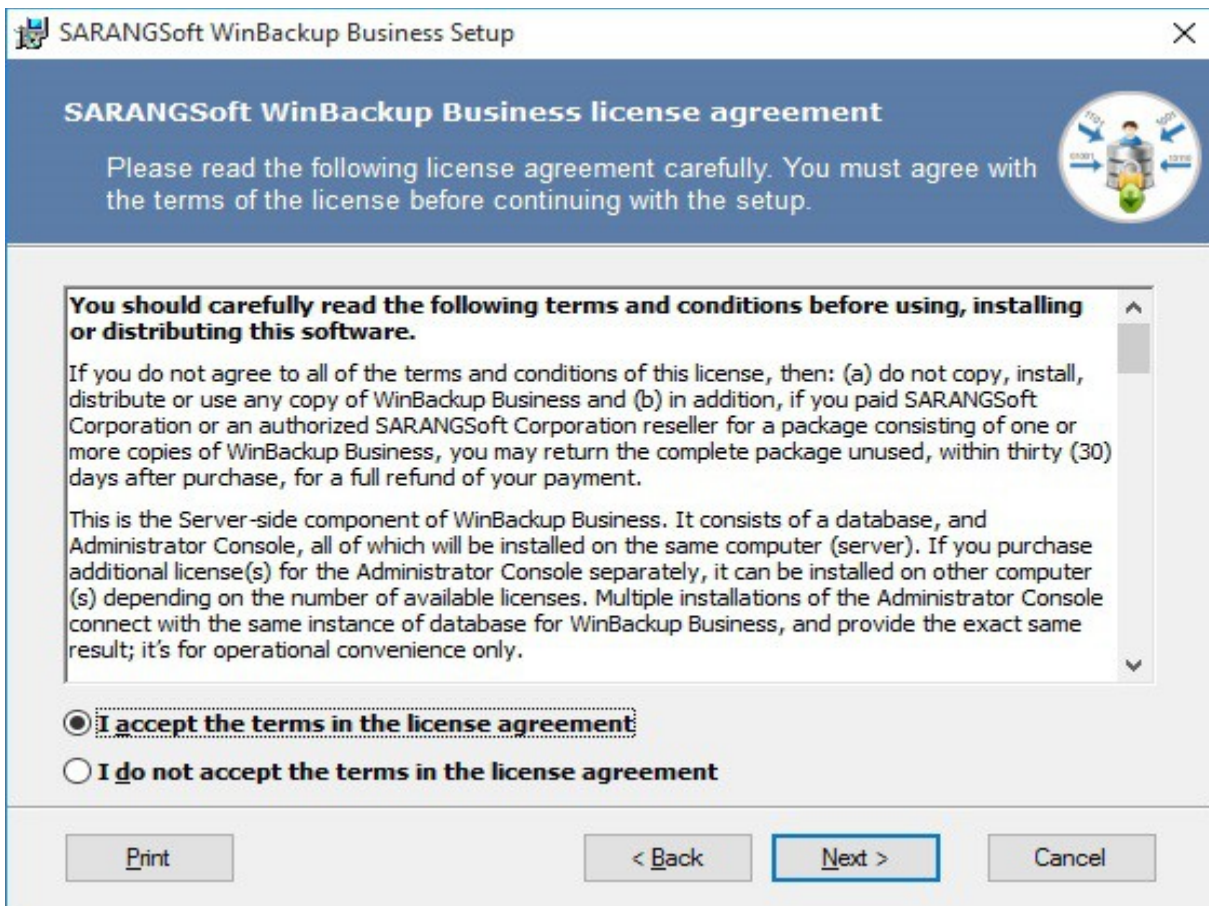 SARANGSoft WinBackup Business Setup
SARANGSoft WinBackup Business license agreement
Please read the following license agreement carefully. You must agree with
the terms of the license before continuing with the setup.
1101
1001
01001
10110
You should carefully read the following terms and conditions before using, installing
or distributing this software.
If you do not agree to all of the terms and conditions of this license, then: (a) do not copy, install,
distribute or use any copy of WinBackup Business and (b) in addition, if you paid SARANGSoft
Corporation or an authorized SARANGSoft Corporation reseller for a package consisting of one or
more copies of WinBackup Business, you may return the complete package unused, within thirty (30)
days after purchase, for a full refund of your payment.
This is the Server-side component of WinBackup Business. It consists of a database, and
Administrator Console, all of which will be installed on the same computer (server). If you purchase
additional license(s) for the Administrator Console separately, it can be installed on other computer
(s) depending on the number of available licenses. Multiple installations of the Administrator Console
connect with the same instance of database for WinBackup Business, and provide the exact same
result; it’s for operational convenience only.
I accept the terms in the license agreement
I do not accept the terms in the license agreement
Print
< Back
Next >
Cancel